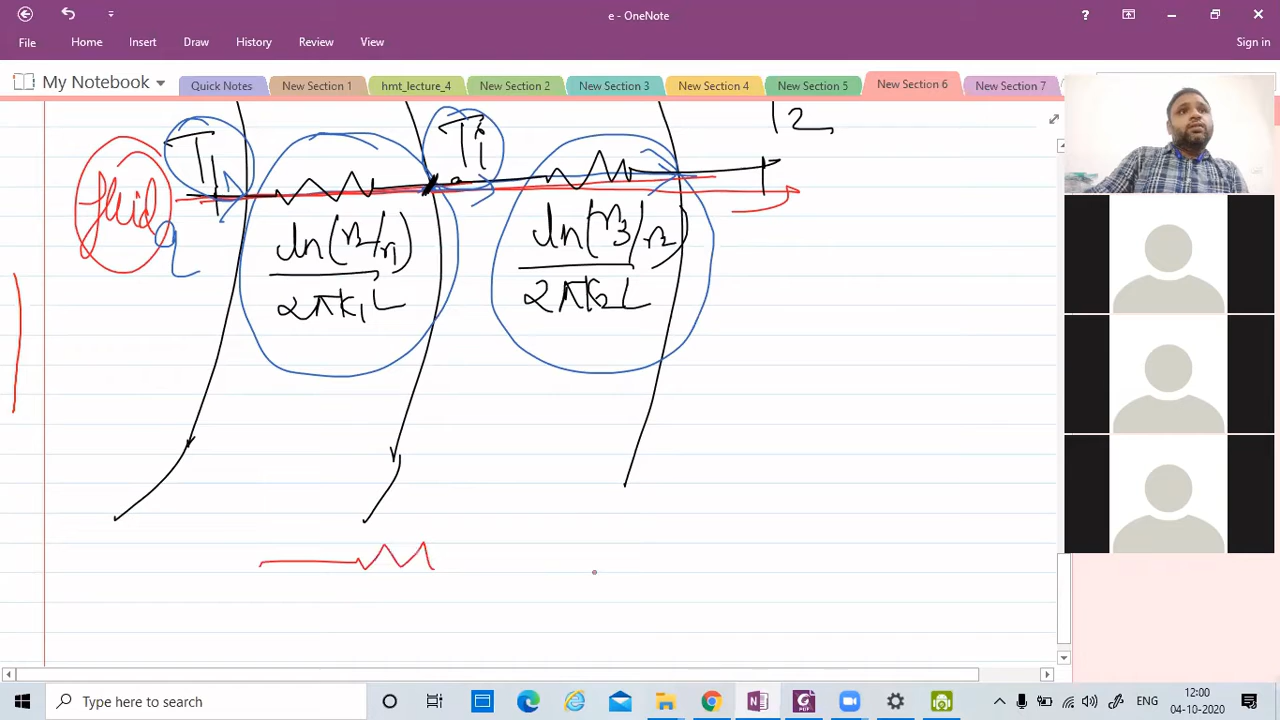 e - OneNote
File Home Insert Draw History Review View
Sign in
My Notebook Quick Notes New Section 1 hmt_lecture_4 New Section 2 New Section 3 New Section 4 New Section 5 New Section 6 New Section 7
T1 Ti T2
fluid
q
ln(r2/r1) ln(r3/r2)
2πk1L 2πk2L
Type here to search
ENG 2:00
04-10-2020